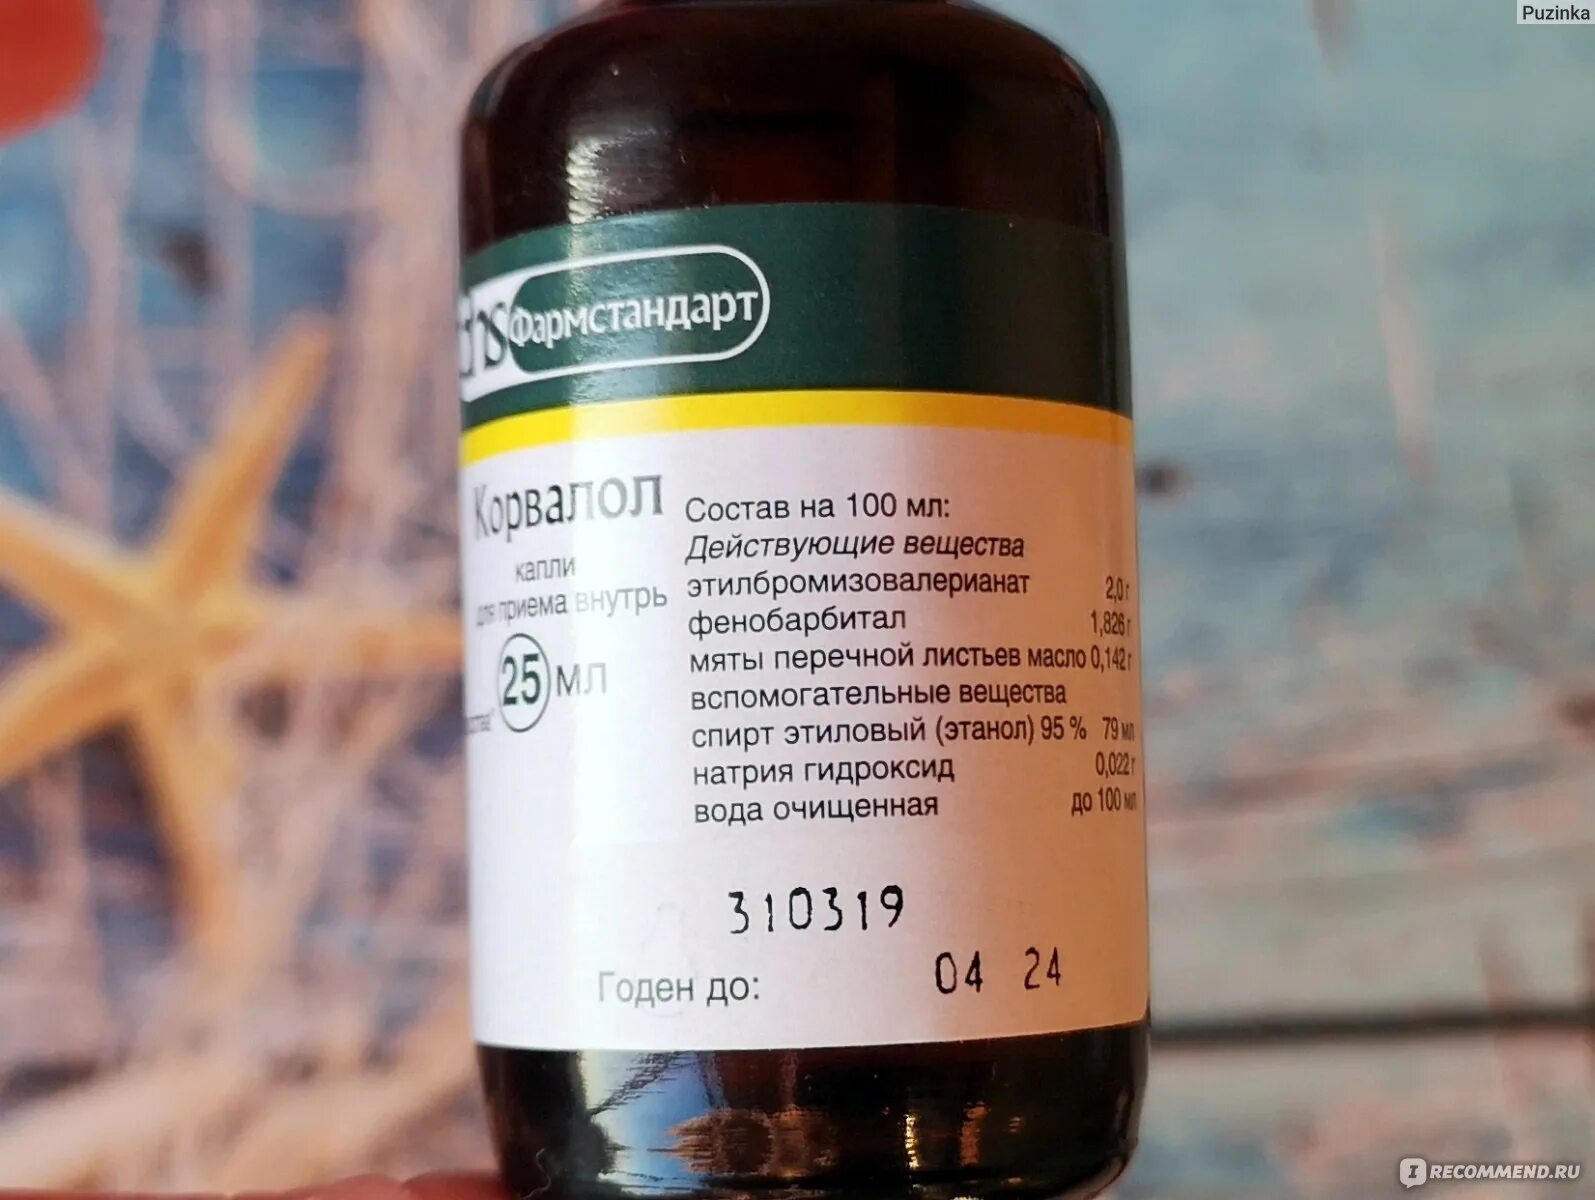 Puzinka
Фармстандарт
Корвалол
капли
для приема внутрь
25 мл
Состав на 100 мл:
Действующие вещества
этилбромизовалерианат 2,0 г
фенобарбитал 1,826 г
мяты перечной листьев масло 0,142 г
вспомогательные вещества
спирт этиловый (этанол) 95 % 79 мл
натрия гидроксид 0,022 г
вода очищенная до 100 мл
310319
Годен до: 04 24
IRECOMMEND.RU